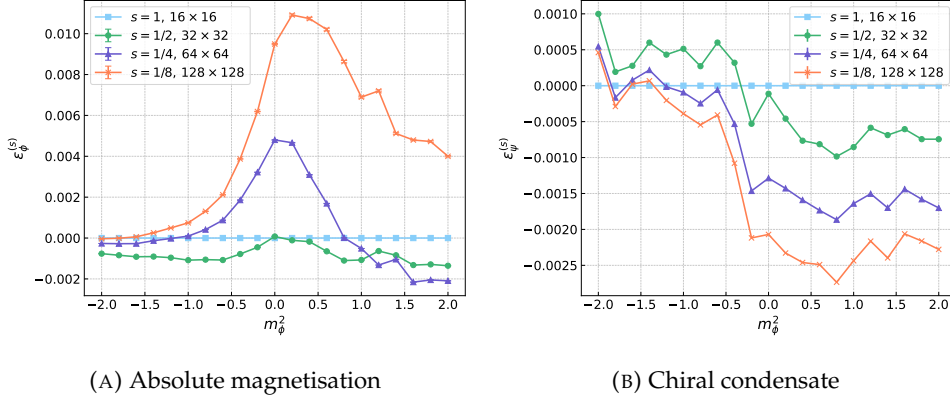 0.010
0.008
0.006
0.004
0.002
0.000
−0.002
ε_ϕ^(s)
s = 1, 16 × 16
s = 1/2, 32 × 32
s = 1/4, 64 × 64
s = 1/8, 128 × 128
−2.0 −1.5 −1.0 −0.5 0.0 0.5 1.0 1.5 2.0
m_ϕ^2
(A) Absolute magnetisation
0.0010
0.0005
0.0000
−0.0005
−0.0010
−0.0015
−0.0020
−0.0025
ε_ψ^(s)
s = 1, 16 × 16
s = 1/2, 32 × 32
s = 1/4, 64 × 64
s = 1/8, 128 × 128
−2.0 −1.5 −1.0 −0.5 0.0 0.5 1.0 1.5 2.0
m_ϕ^2
(B) Chiral condensate